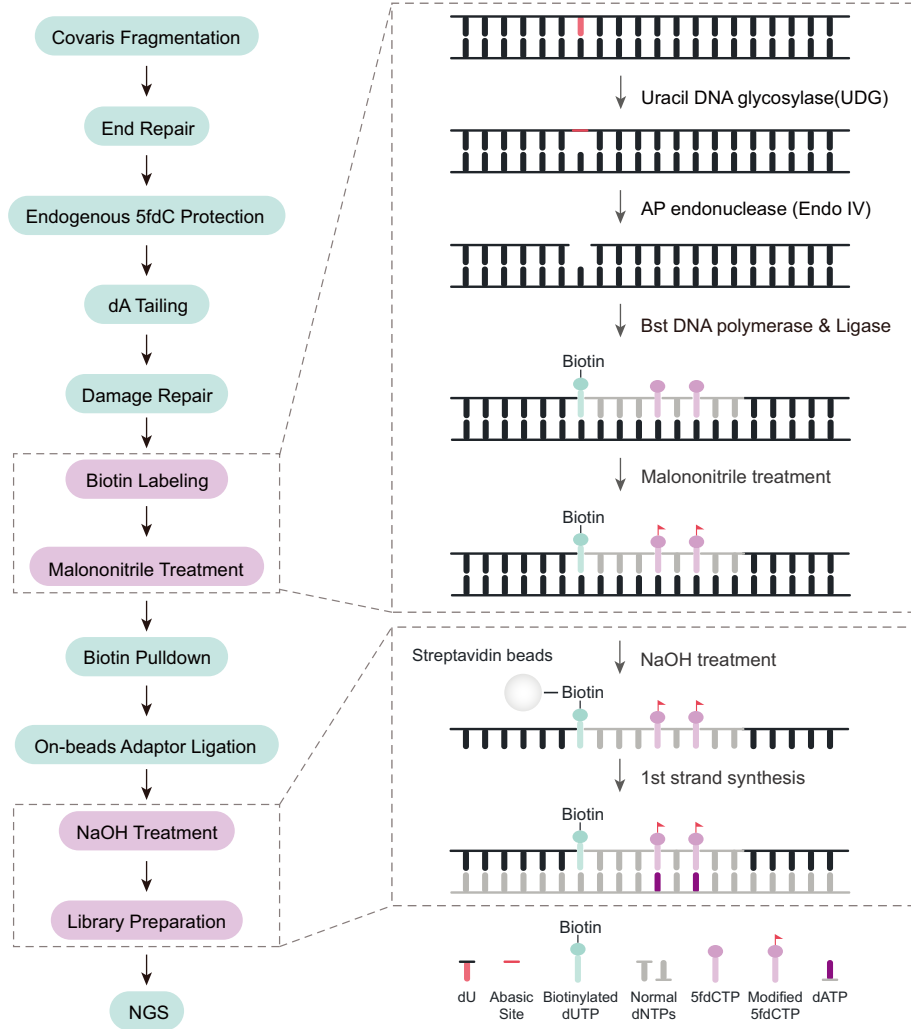 Covaris Fragmentation
End Repair
Endogenous 5fdC Protection
dA Tailing
Damage Repair
Biotin Labeling
Malononitrile Treatment
Biotin Pulldown
On-beads Adaptor Ligation
NaOH Treatment
Library Preparation
NGS
Uracil DNA glycosylase(UDG)
AP endonuclease (Endo IV)
Bst DNA polymerase & Ligase
Biotin
Malononitrile treatment
Biotin
NaOH treatment
Streptavidin beads
Biotin
1st strand synthesis
Biotin
Biotin
dU
Abasic
Site
Biotinylated
dUTP
Normal
dNTPs
5fdCTP
Modified
5fdCTP
dATP